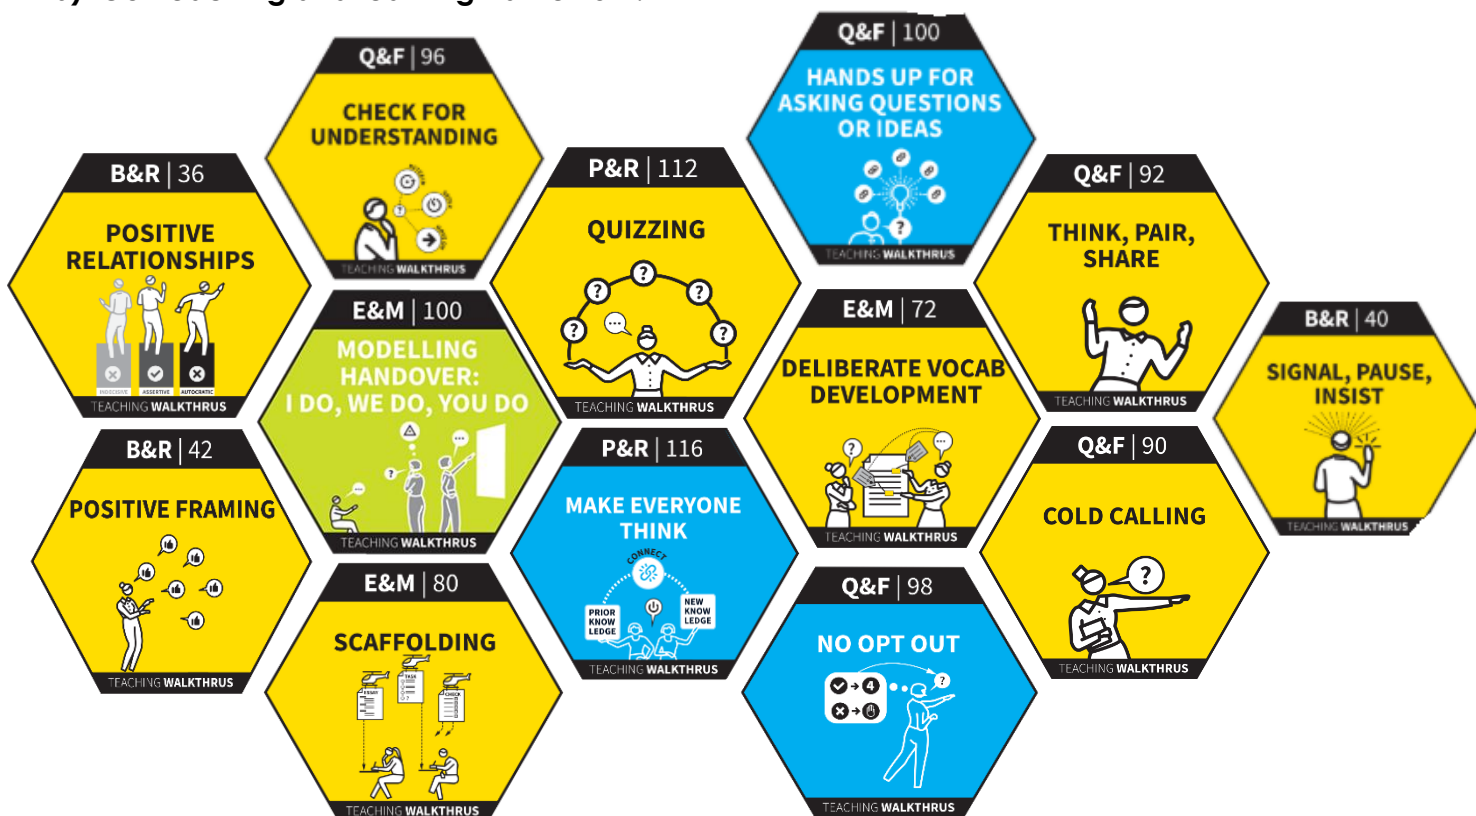 Q&F | 96
CHECK FOR
UNDERSTANDING
TEACHING WALKTHRUS
Q&F | 100
HANDS UP FOR
ASKING QUESTIONS
OR IDEAS
?
TEACHING WALKTHRUS
B&R | 36
POSITIVE
RELATIONSHIPS
INDECISIVE
ASSERTIVE
AUTOCRATIC
TEACHING WALKTHRUS
P&R | 112
QUIZZING
? ? ? ? ?
TEACHING WALKTHRUS
Q&F | 92
THINK, PAIR,
SHARE
TEACHING WALKTHRUS
E&M | 100
MODELLING
HANDOVER:
I DO, WE DO, YOU DO
?
TEACHING WALKTHRUS
E&M | 72
DELIBERATE VOCAB
DEVELOPMENT
?
TEACHING WALKTHRUS
B&R | 40
SIGNAL, PAUSE,
INSIST
TEACHING WALKTHRUS
B&R | 42
POSITIVE FRAMING
TEACHING WALKTHRUS
P&R | 116
MAKE EVERYONE
THINK
CONNECT
PRIOR
KNOW
LEDGE
NEW
KNOW
LEDGE
TEACHING WALKTHRUS
Q&F | 90
COLD CALLING
?
TEACHING WALKTHRUS
E&M | 80
SCAFFOLDING
ESSAY
TASK
CHECK
TEACHING WALKTHRUS
Q&F | 98
NO OPT OUT
4
?
TEACHING WALKTHRUS